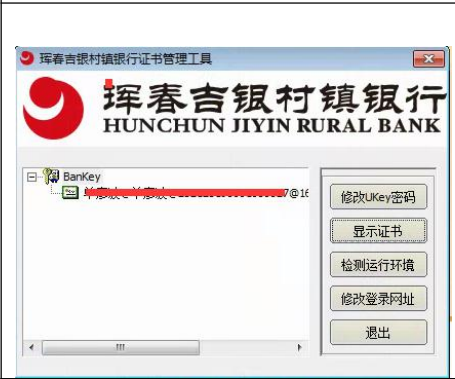 珲春吉银村镇银行证书管理工具
珲春吉银村镇银行
HUNCHUN JIYIN RURAL BANK
BanKey
7@16
修改UKey密码
显示证书
检测运行环境
修改登录网址
退出